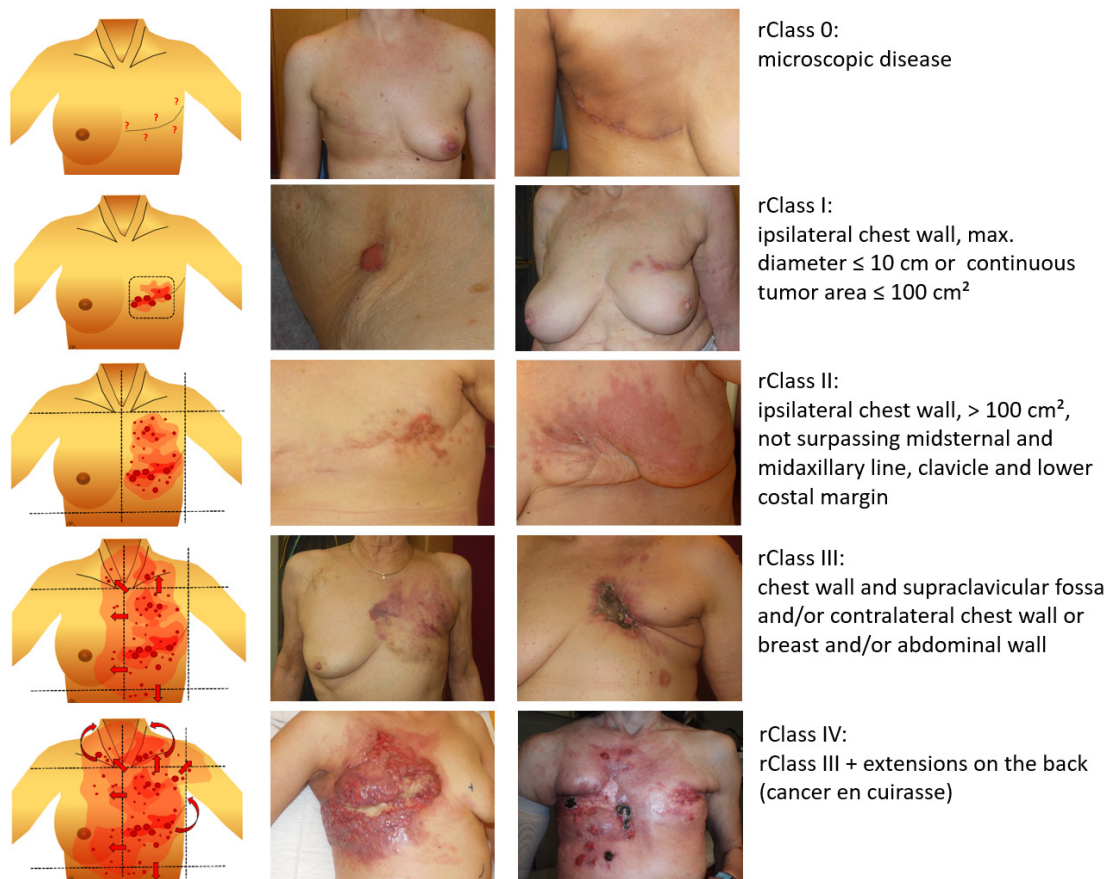 ? ? ? ? ?
rClass 0:
microscopic disease
rClass I:
ipsilateral chest wall, max.
diameter ≤ 10 cm or continuous
tumor area ≤ 100 cm²
rClass II:
ipsilateral chest wall, > 100 cm²,
not surpassing midsternal and
midaxillary line, clavicle and lower
costal margin
rClass III:
chest wall and supraclavicular fossa
and/or contralateral chest wall or
breast and/or abdominal wall
rClass IV:
rClass III + extensions on the back
(cancer en cuirasse)